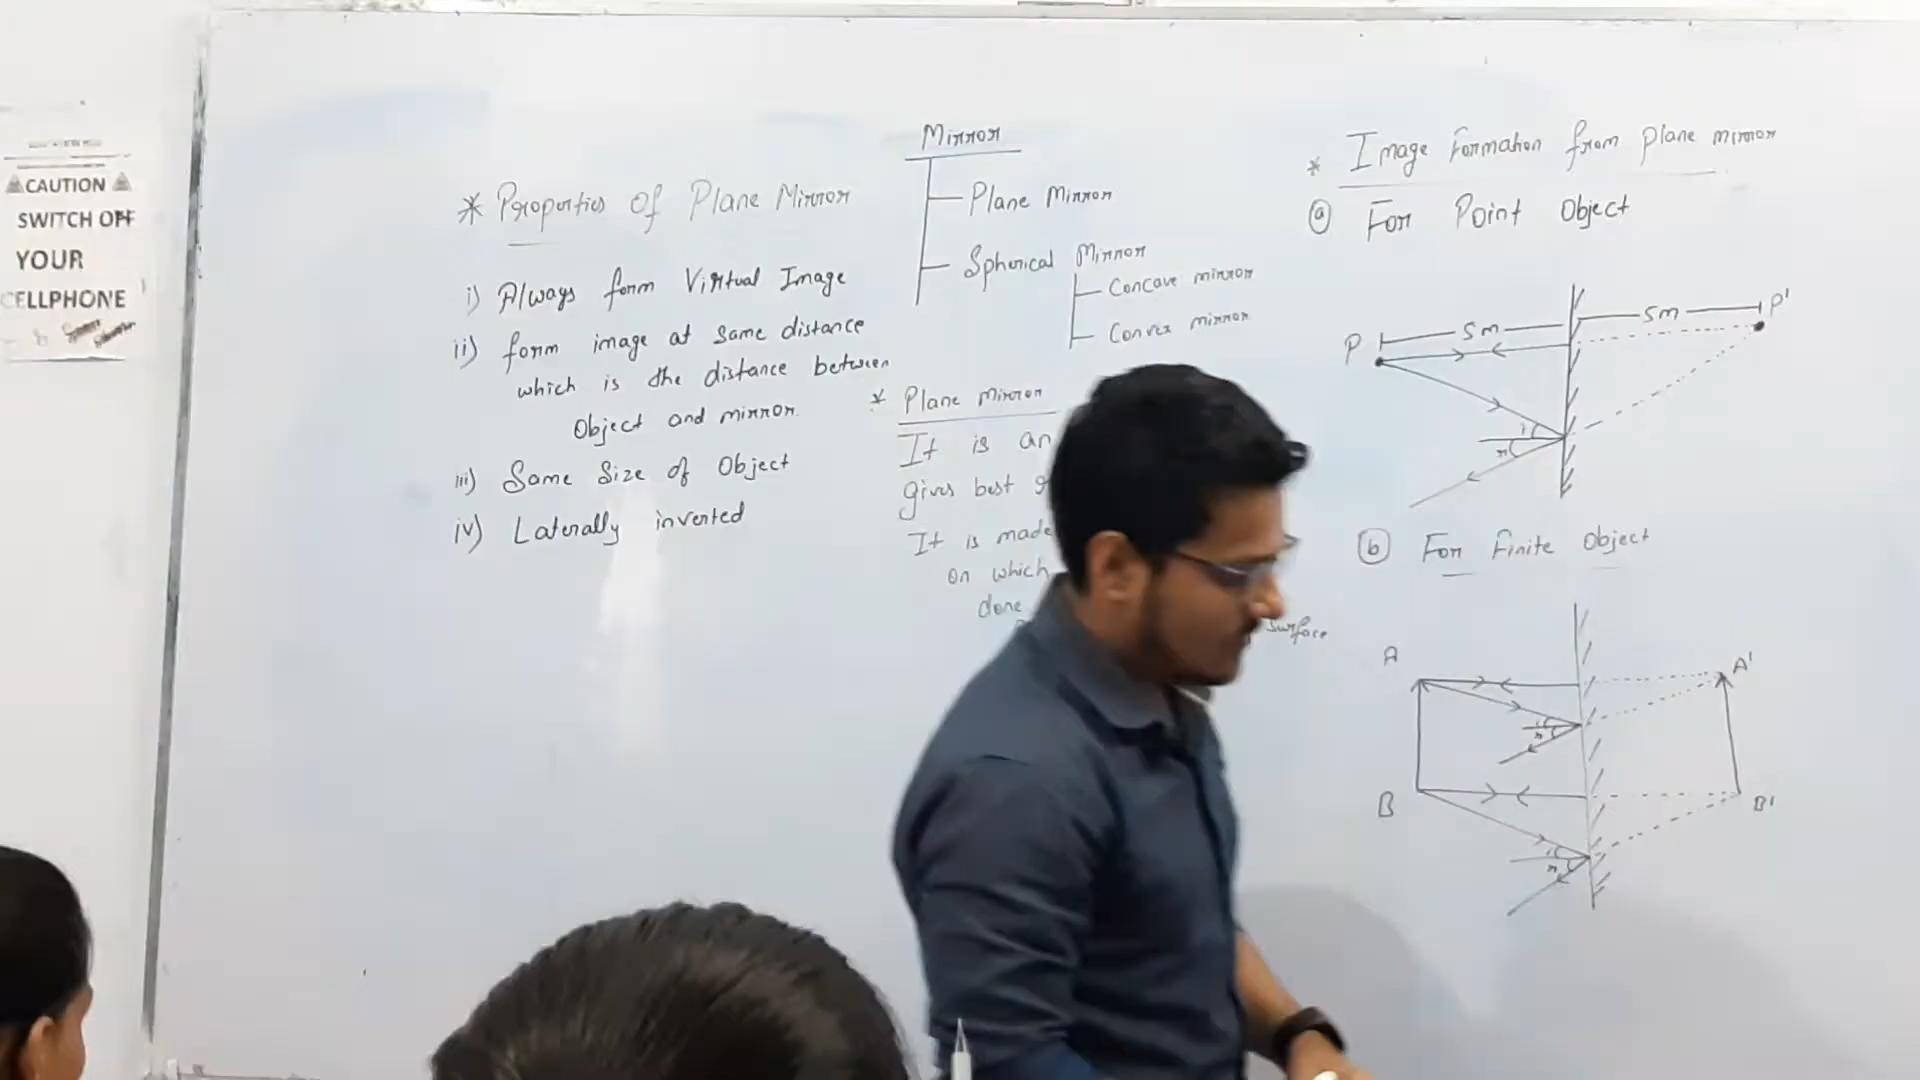 CAUTION
SWITCH OFF
YOUR
CELLPHONE
* Properties of Plane Mirror
i) Always form Virtual Image
ii) form image at same distance
which is the distance between
Object and mirror.
iii) Same Size of Object
iv) Laterally inverted
Mirror
Plane Mirror
Spherical Mirror
Concave mirror
Convex mirror
* Plane mirror
It is an
gives best
It is made
on which
done
surface
* Image formation from plane mirror
(a) For Point Object
P 5m 5m P'
i
r
(b) For Finite Object
A A'
i
r
B B'
i
r